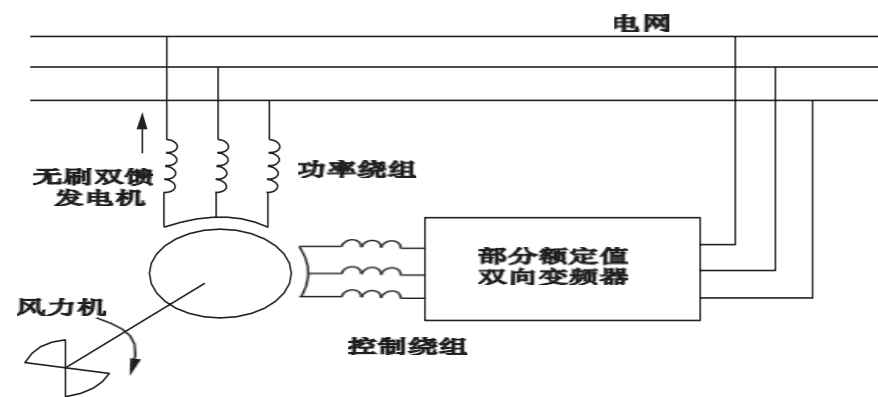 电网
无刷双馈
发电机
功率绕组
部分额定值
双向变频器
风力机
控制绕组